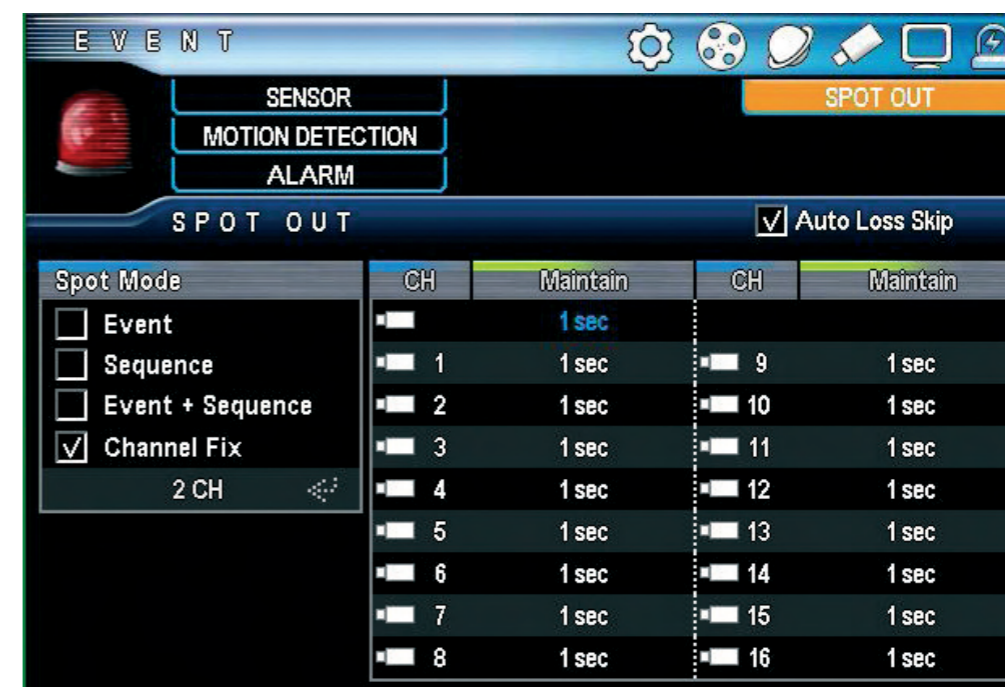 EVENT
SENSOR
SPOT OUT
MOTION DETECTION
ALARM
SPOT OUT
Auto Loss Skip
Spot Mode
CH Maintain CH Maintain
Event
Sequence
Event + Sequence
Channel Fix
2 CH
1 sec
1 1 sec 9 1 sec
2 1 sec 10 1 sec
3 1 sec 11 1 sec
4 1 sec 12 1 sec
5 1 sec 13 1 sec
6 1 sec 14 1 sec
7 1 sec 15 1 sec
8 1 sec 16 1 sec